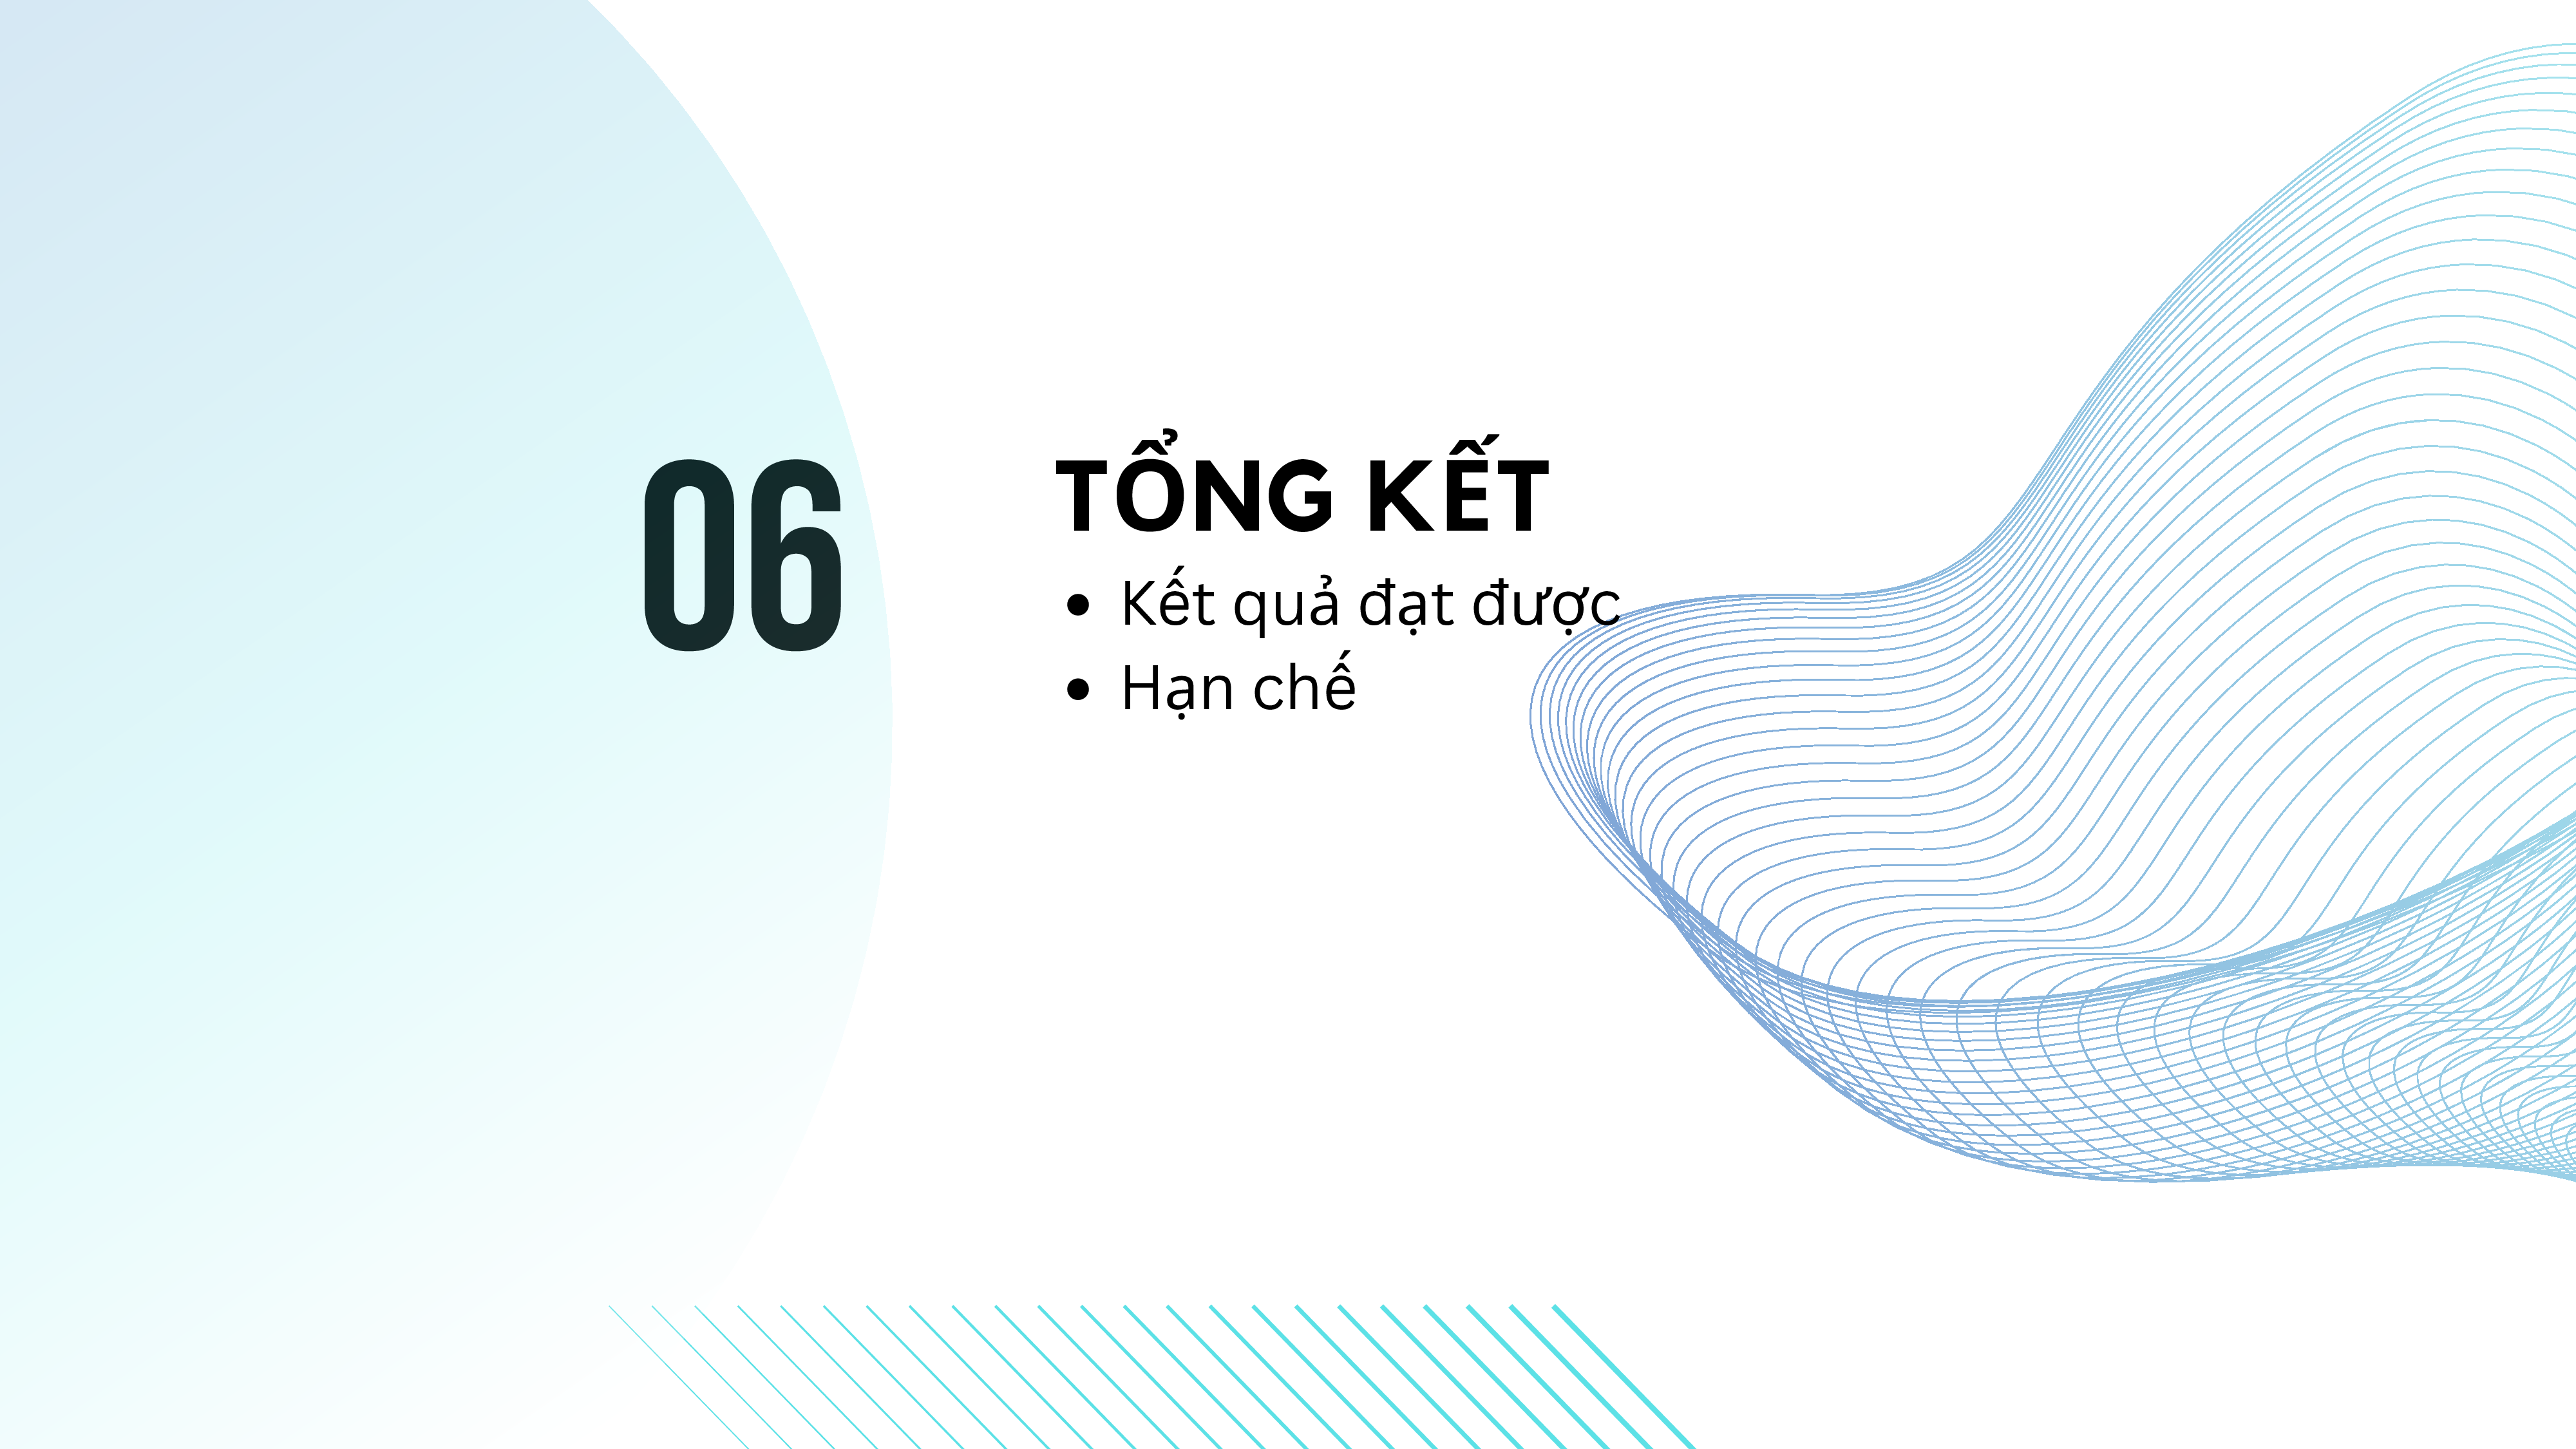 06
TỔNG KẾT
• Kết quả đạt được
• Hạn chế